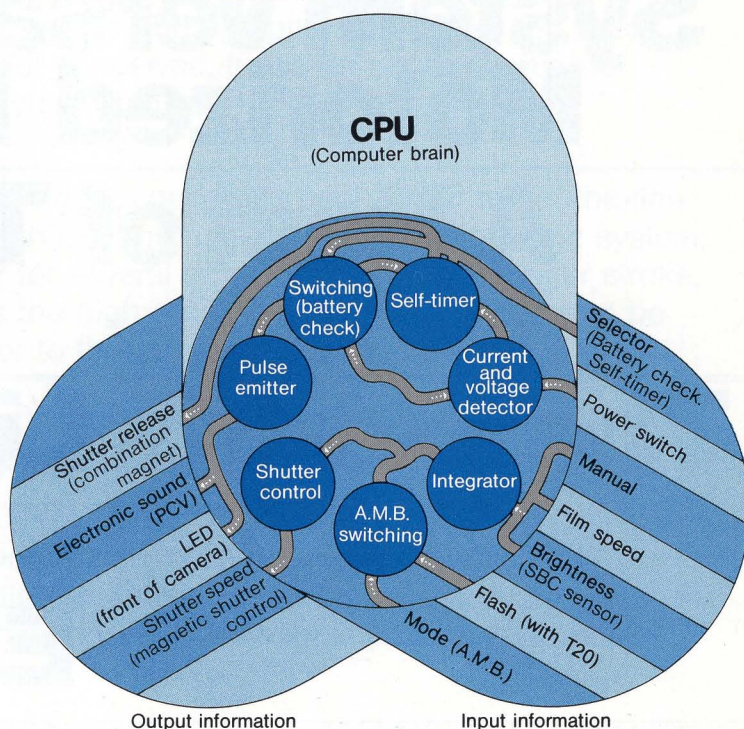 CPU
(Computer brain)
Switching
(battery
check)
Self-timer
Pulse
emitter
Current and
voltage
detector
Shutter
control
A.M.B.
switching
Integrator
Shutter release
(combination
magnet)
Electronic sound
(PCV)
LED
(front of camera)
Shutter speed
(magnetic shutter
control)
Selector
(Battery check.
Self-timer)
Power switch
Manual
Film speed
Brightness
(SBC sensor)
Flash (with T20)
Mode (A.M.B.)
Output information
Input information